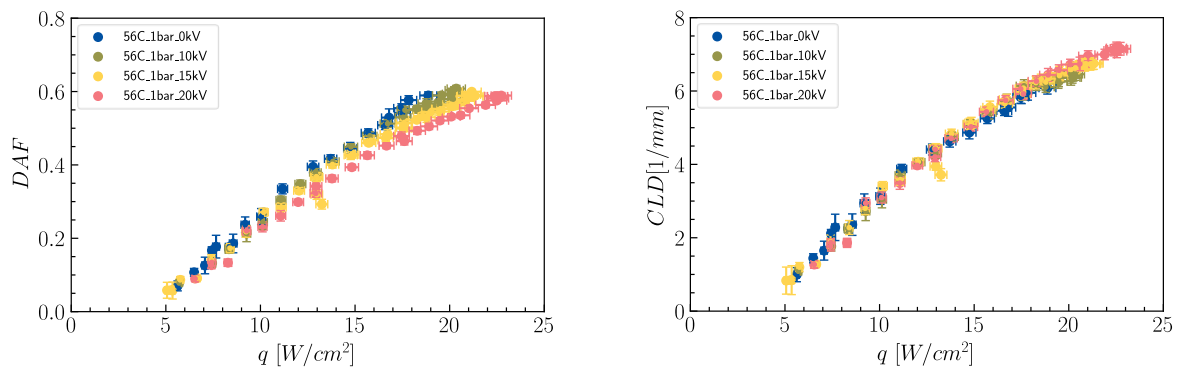 0.8
0.6
0.4
0.2
0.0
DAF
56C_1bar_0kV
56C_1bar_10kV
56C_1bar_15kV
56C_1bar_20kV
0 5 10 15 20 25
q [W/cm²]
8
6
4
2
0
CLD[1/mm]
56C_1bar_0kV
56C_1bar_10kV
56C_1bar_15kV
56C_1bar_20kV
0 5 10 15 20 25
q [W/cm²]